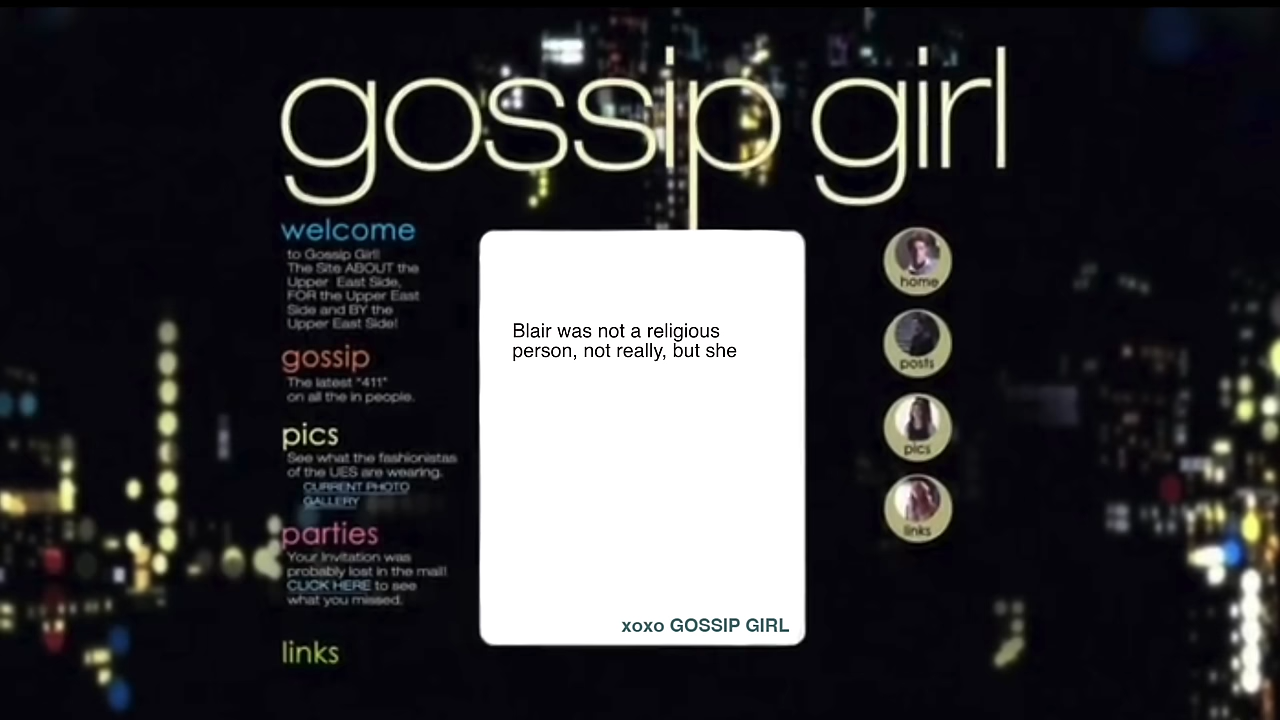 gossip girl
welcome
to Gossip Girl!
The Site ABOUT the
Upper East Side,
FOR the Upper East
Side and BY the
Upper East Side!
gossip
The latest "411"
on all the in people.
pics
See what the fashionistas
of the UES are wearing.
CURRENT PHOTO
GALLERY
parties
Your Invitation was
probably lost in the mail!
CLICK HERE to see
what you missed.
links
Blair was not a religious
person, not really, but she
xoxo GOSSIP GIRL
home
posts
pics
links